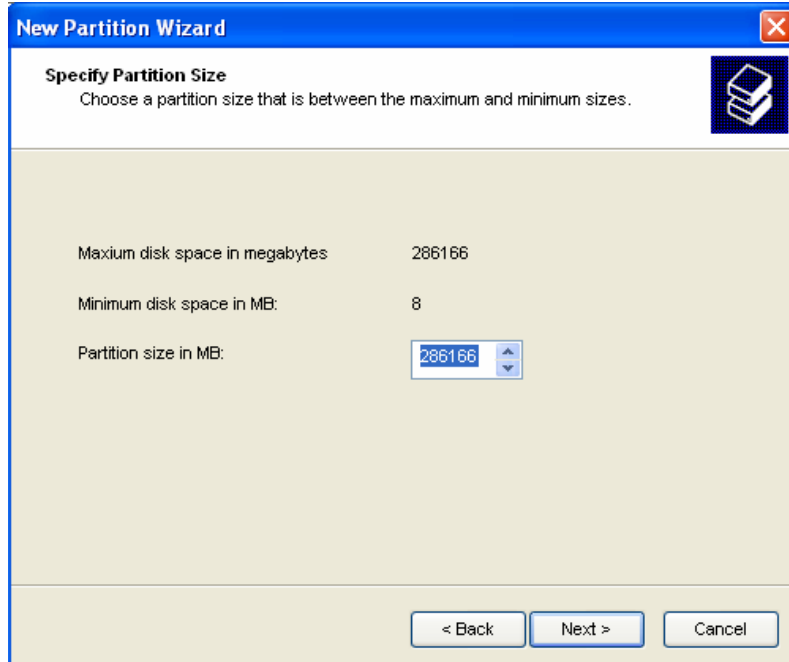 New Partition Wizard
Specify Partition Size
Choose a partition size that is between the maximum and minimum sizes.
Maxium disk space in megabytes 286166
Minimum disk space in MB: 8
Partition size in MB: 286166
< Back Next > Cancel